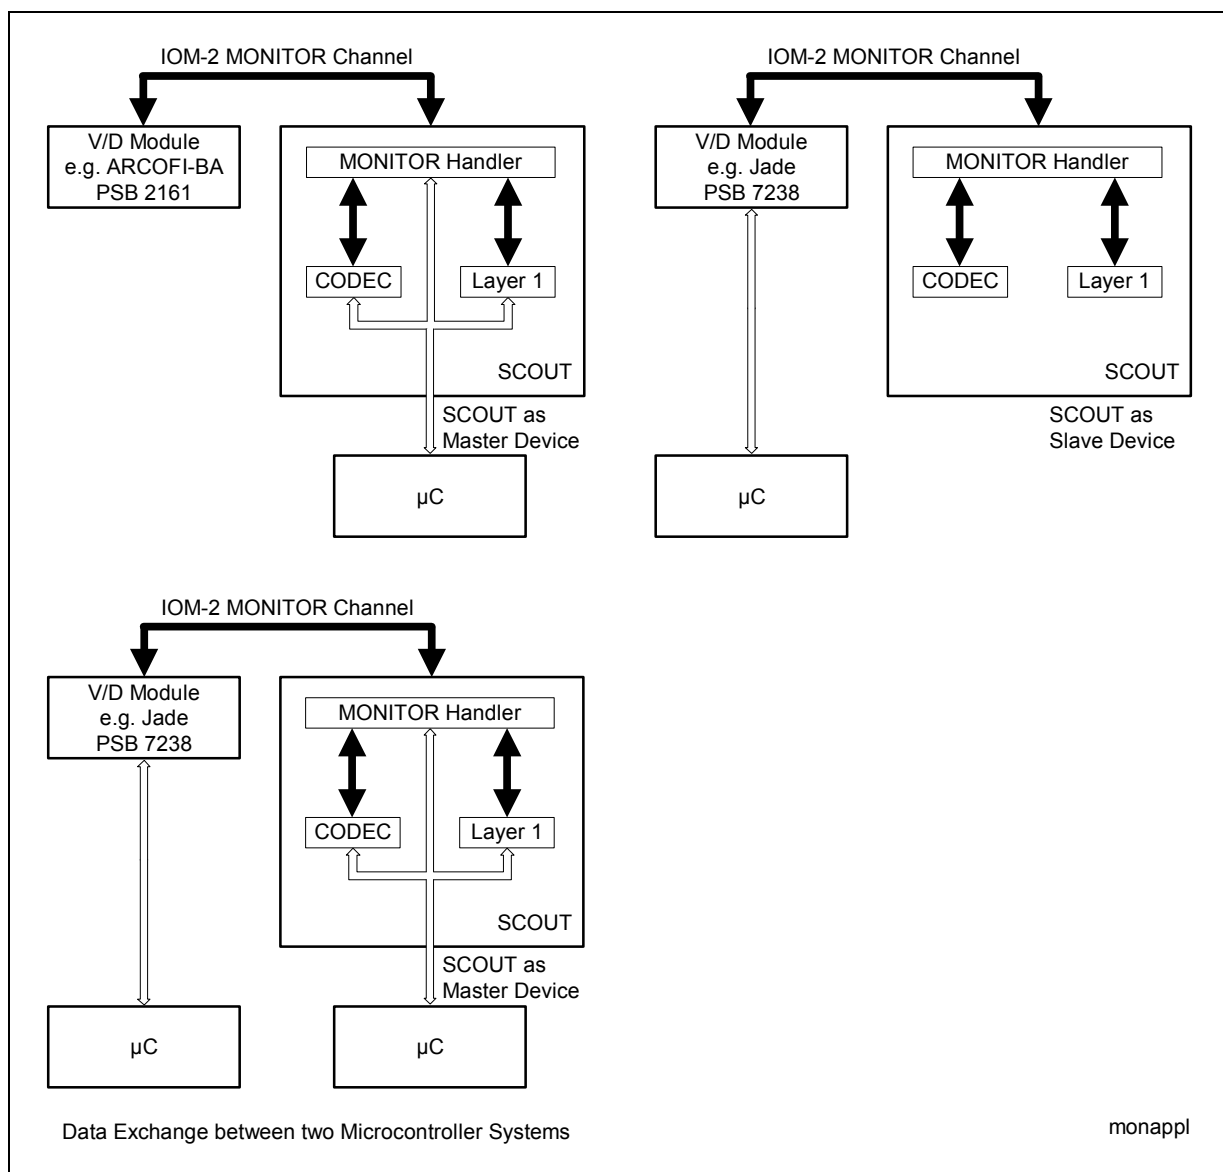 IOM-2 MONITOR Channel
V/D Module
e.g. ARCOFI-BA
PSB 2161
MONITOR Handler
CODEC
Layer 1
SCOUT
SCOUT as
Master Device
µC
IOM-2 MONITOR Channel
V/D Module
e.g. Jade
PSB 7238
MONITOR Handler
CODEC
Layer 1
SCOUT
SCOUT as
Slave Device
µC
IOM-2 MONITOR Channel
V/D Module
e.g. Jade
PSB 7238
MONITOR Handler
CODEC
Layer 1
SCOUT
SCOUT as
Master Device
µC
µC
Data Exchange between two Microcontroller Systems
monappl